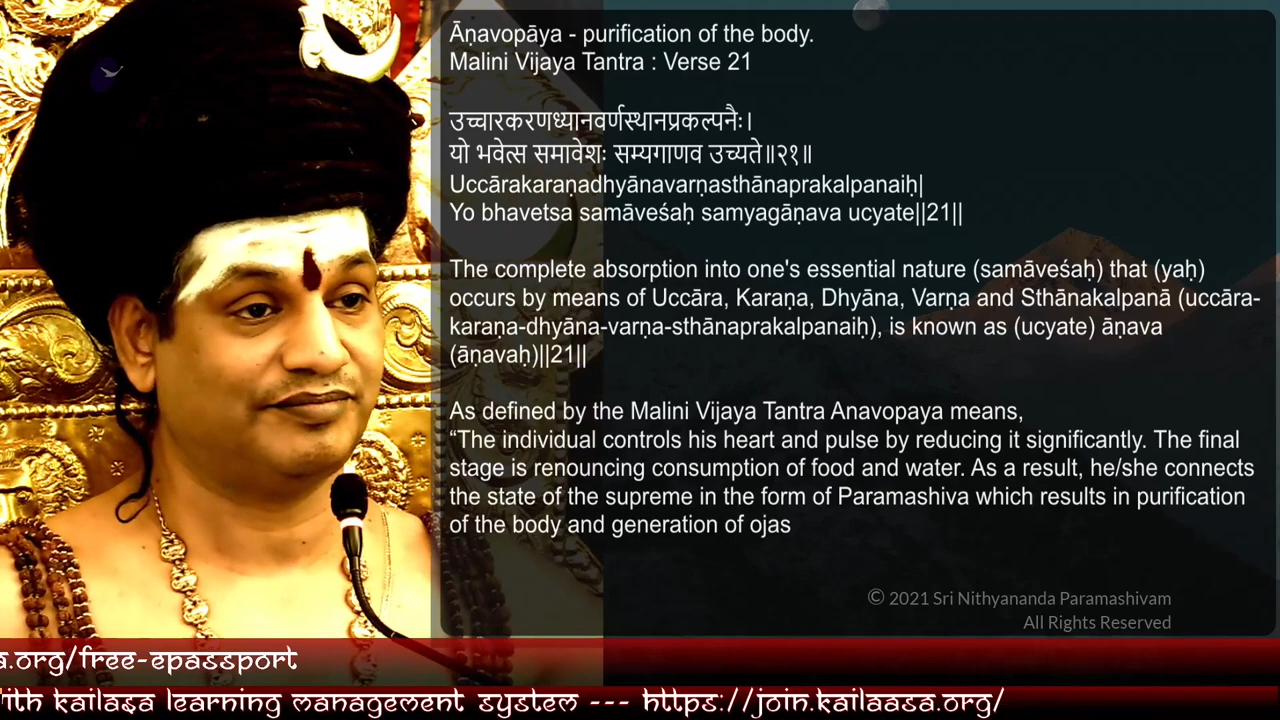 Āṇavopāya - purification of the body.
Malini Vijaya Tantra : Verse 21
उच्चारकरणध्यानवर्णस्थानप्रकल्पनैः।
यो भवेत्स समावेशः सम्यगाणव उच्यते॥२१॥
Uccārakaraṇadhyānavarṇasthānaprakalpanaiḥ|
Yo bhavetsa samāveśaḥ samyagāṇava ucyate||21||
The complete absorption into one's essential nature (samāveśaḥ) that (yaḥ)
occurs by means of Uccāra, Karaṇa, Dhyāna, Varṇa and Sthānakalpanā (uccāra-
karaṇa-dhyāna-varṇa-sthānaprakalpanaiḥ), is known as (ucyate) āṇava
(āṇavaḥ)||21||
As defined by the Malini Vijaya Tantra Anavopaya means,
“The individual controls his heart and pulse by reducing it significantly. The final
stage is renouncing consumption of food and water. As a result, he/she connects
the state of the supreme in the form of Paramashiva which results in purification
of the body and generation of ojas
© 2021 Sri Nithyananda Paramashivam
All Rights Reserved
a.org/free-epassport
ith kailasa learning management system --- https://join.kailaasa.org/